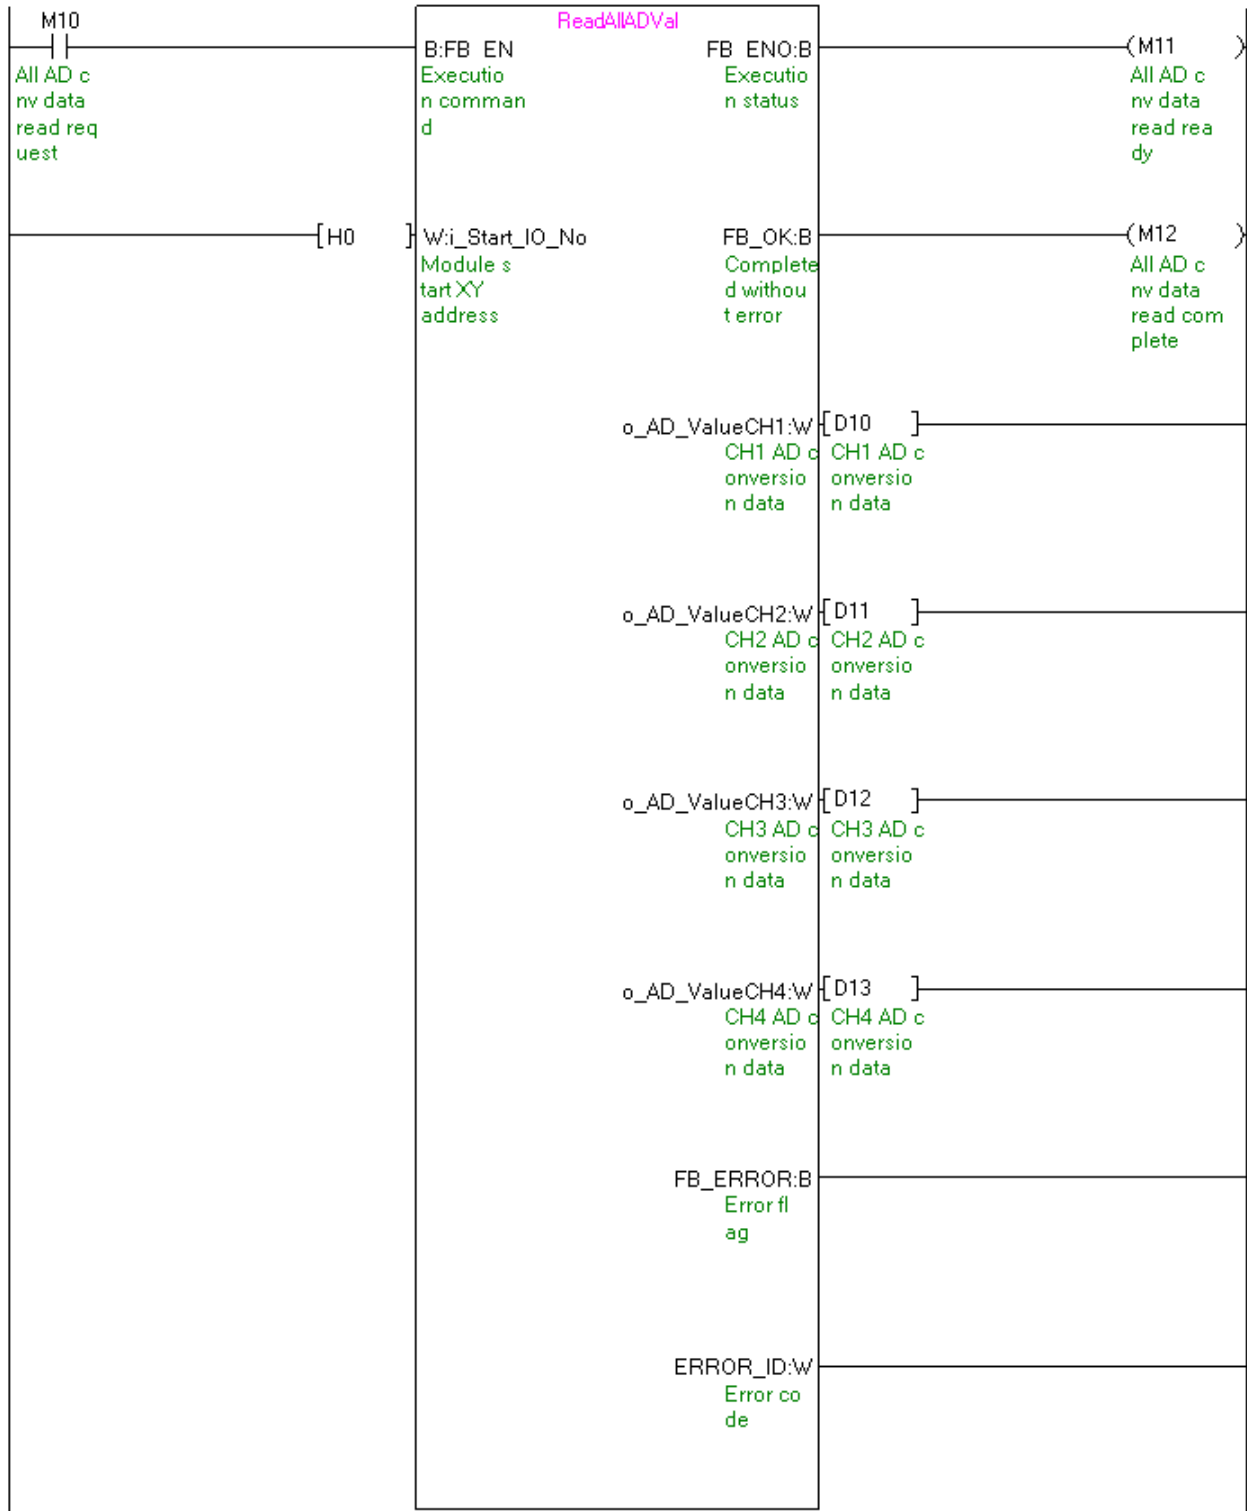 M10
ReadAllADVal
B:FB_EN
FB_ENO:B
M11
All AD c
nv data
read req
uest
Executio
n comman
d
Executio
n status
All AD c
nv data
read rea
dy
H0
W:i_Start_IO_No
FB_OK:B
M12
Module s
tart XY
address
Complete
d withou
t error
All AD c
nv data
read com
plete
o_AD_ValueCH1:W
D10
CH1 AD c
onversio
n data
CH1 AD c
onversio
n data
o_AD_ValueCH2:W
D11
CH2 AD c
onversio
n data
CH2 AD c
onversio
n data
o_AD_ValueCH3:W
D12
CH3 AD c
onversio
n data
CH3 AD c
onversio
n data
o_AD_ValueCH4:W
D13
CH4 AD c
onversio
n data
CH4 AD c
onversio
n data
FB_ERROR:B
Error fl
ag
ERROR_ID:W
Error co
de